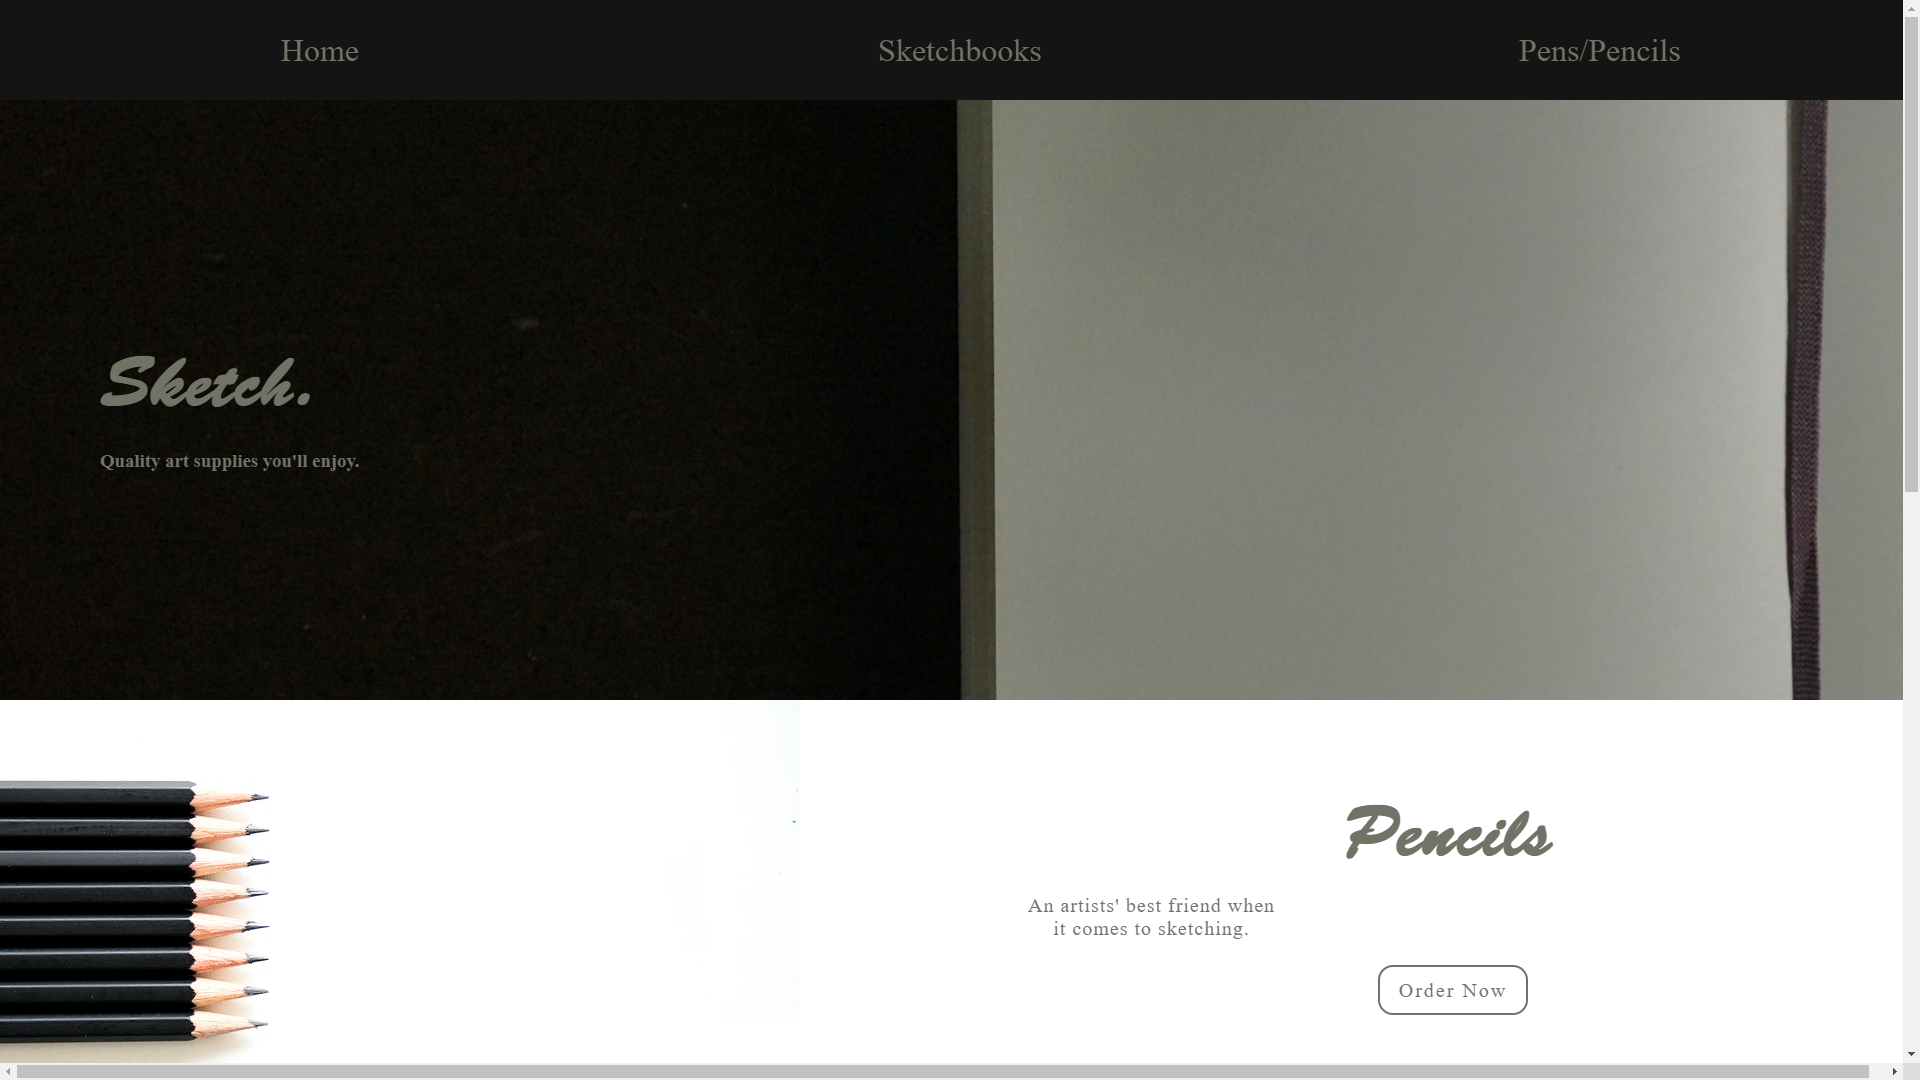 Home
Sketchbooks
Pens/Pencils
Sketch.
Quality art supplies you'll enjoy.
Pencils
An artists' best friend when
it comes to sketching.
Order Now